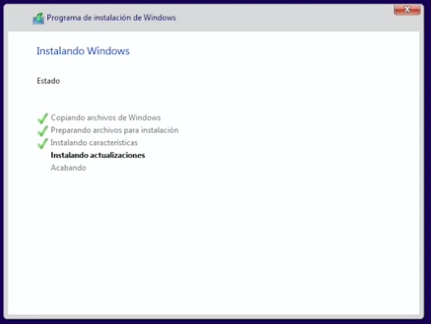 Programa de instalación de Windows
Instalando Windows
Estado
Copiando archivos de Windows
Preparando archivos para instalación
Instalando características
Instalando actualizaciones
Acabando